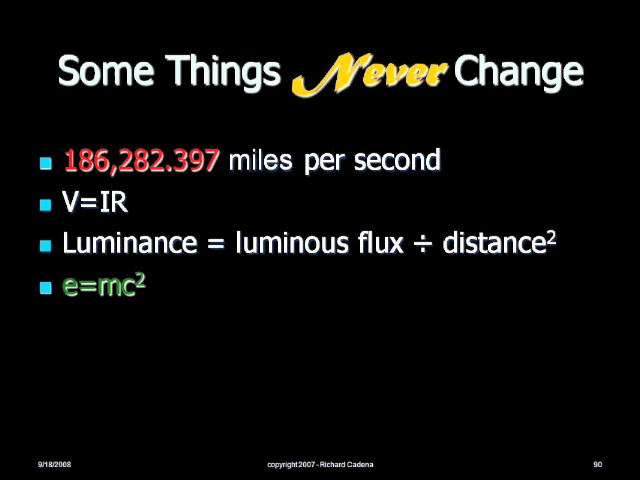 Some Things Never Change
186,282.397 miles per second
V=IR
Luminance = luminous flux ÷ distance²
e=mc²
9/18/2008 copyright 2007 - Richard Cadena 90